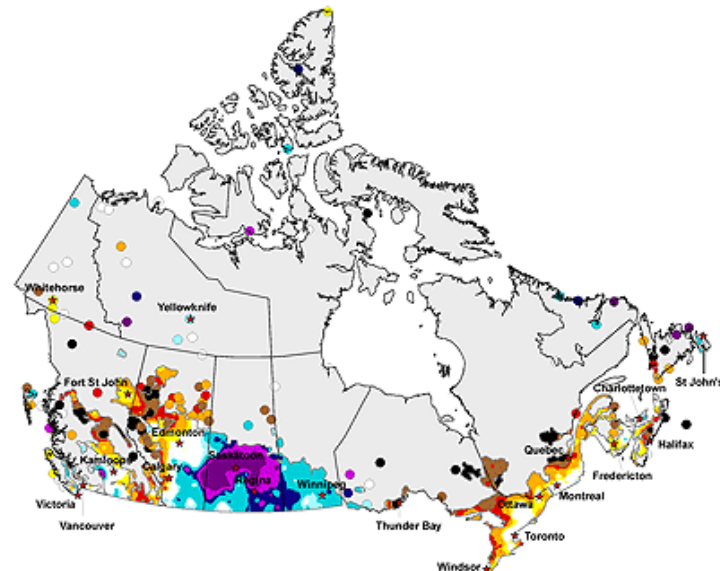 Whitehorse
Yellowknife
Fort St John
Charlottetown
St John's
Edmonton
Quebec
Halifax
Saskatoon
Kamloop
Calgary
Regina
Fredericton
Winnipeg
Ottawa
Montreal
Victoria
Vancouver
Thunder Bay
Toronto
Windsor